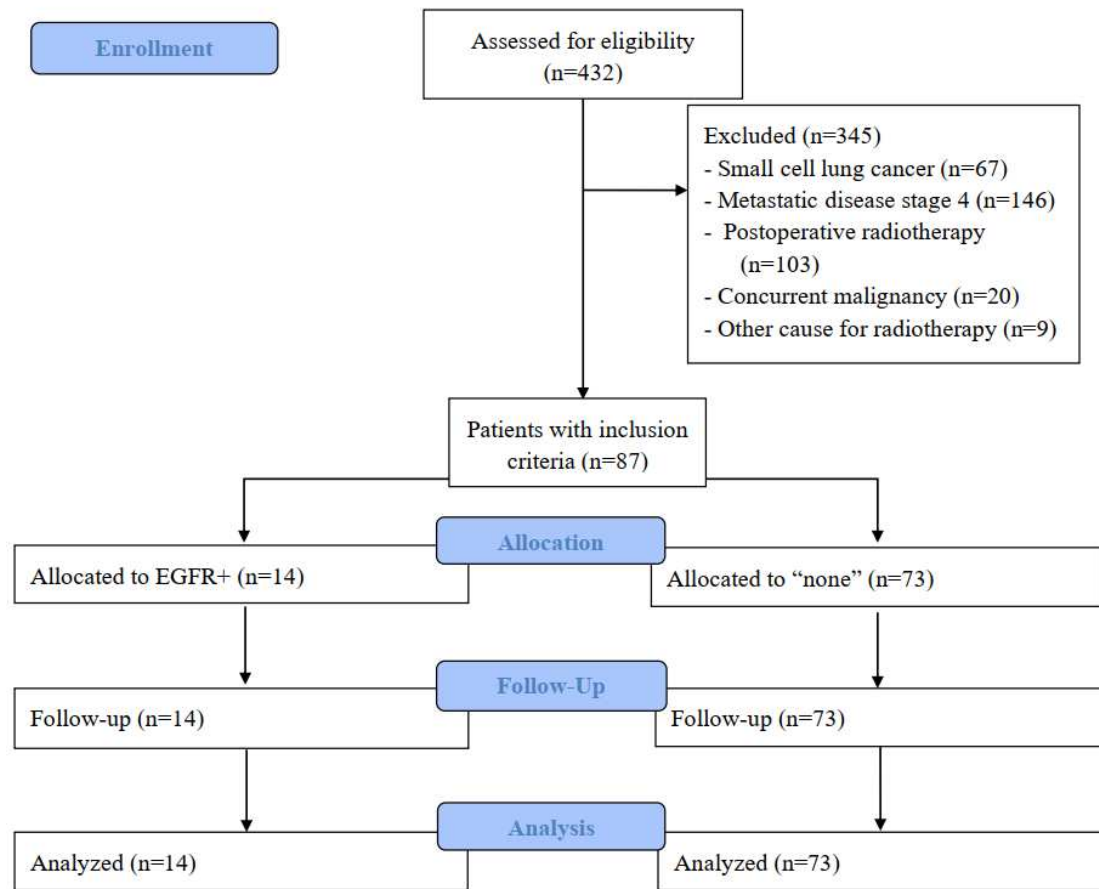 Enrollment
Assessed for eligibility
(n=432)
Excluded (n=345)
- Small cell lung cancer (n=67)
- Metastatic disease stage 4 (n=146)
- Postoperative radiotherapy
(n=103)
- Concurrent malignancy (n=20)
- Other cause for radiotherapy (n=9)
Patients with inclusion
criteria (n=87)
Allocation
Allocated to EGFR+ (n=14)
Allocated to “none” (n=73)
Follow-Up
Follow-up (n=14)
Follow-up (n=73)
Analysis
Analyzed (n=14)
Analyzed (n=73)